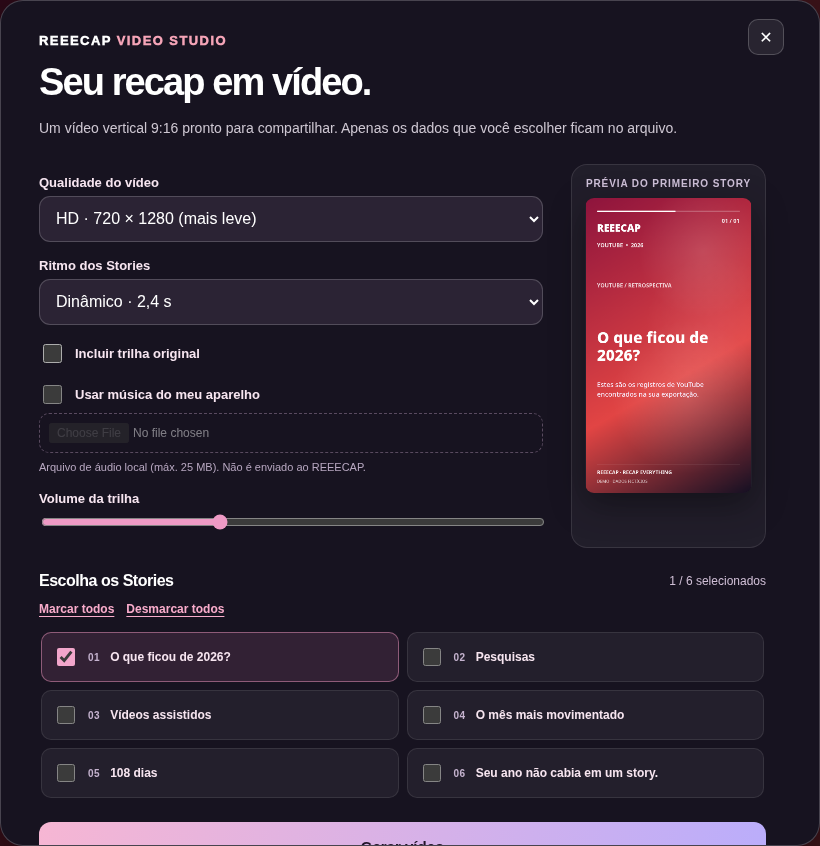 REEECAP VIDEO STUDIO
✕
Seu recap em vídeo.
Um vídeo vertical 9:16 pronto para compartilhar. Apenas os dados que você escolher ficam no arquivo.
Qualidade do vídeo
HD · 720 × 1280 (mais leve)
Ritmo dos Stories
Dinâmico · 2,4 s
Incluir trilha original
Usar música do meu aparelho
Choose File No file chosen
Arquivo de áudio local (máx. 25 MB). Não é enviado ao REEECAP.
Volume da trilha
PRÉVIA DO PRIMEIRO STORY
01 / 01
REEECAP
YOUTUBE • 2026
YOUTUBE / RETROSPECTIVA
O que ficou de
2026?
Estes são os registros de YouTube
encontrados na sua exportação.
REEECAP · RECAP EVERYTHING
DEMO · DADOS FICTÍCIOS
Escolha os Stories
1 / 6 selecionados
Marcar todos Desmarcar todos
01 O que ficou de 2026?
02 Pesquisas
03 Vídeos assistidos
04 O mês mais movimentado
05 108 dias
06 Seu ano não cabia em um story.
Gerar vídeo